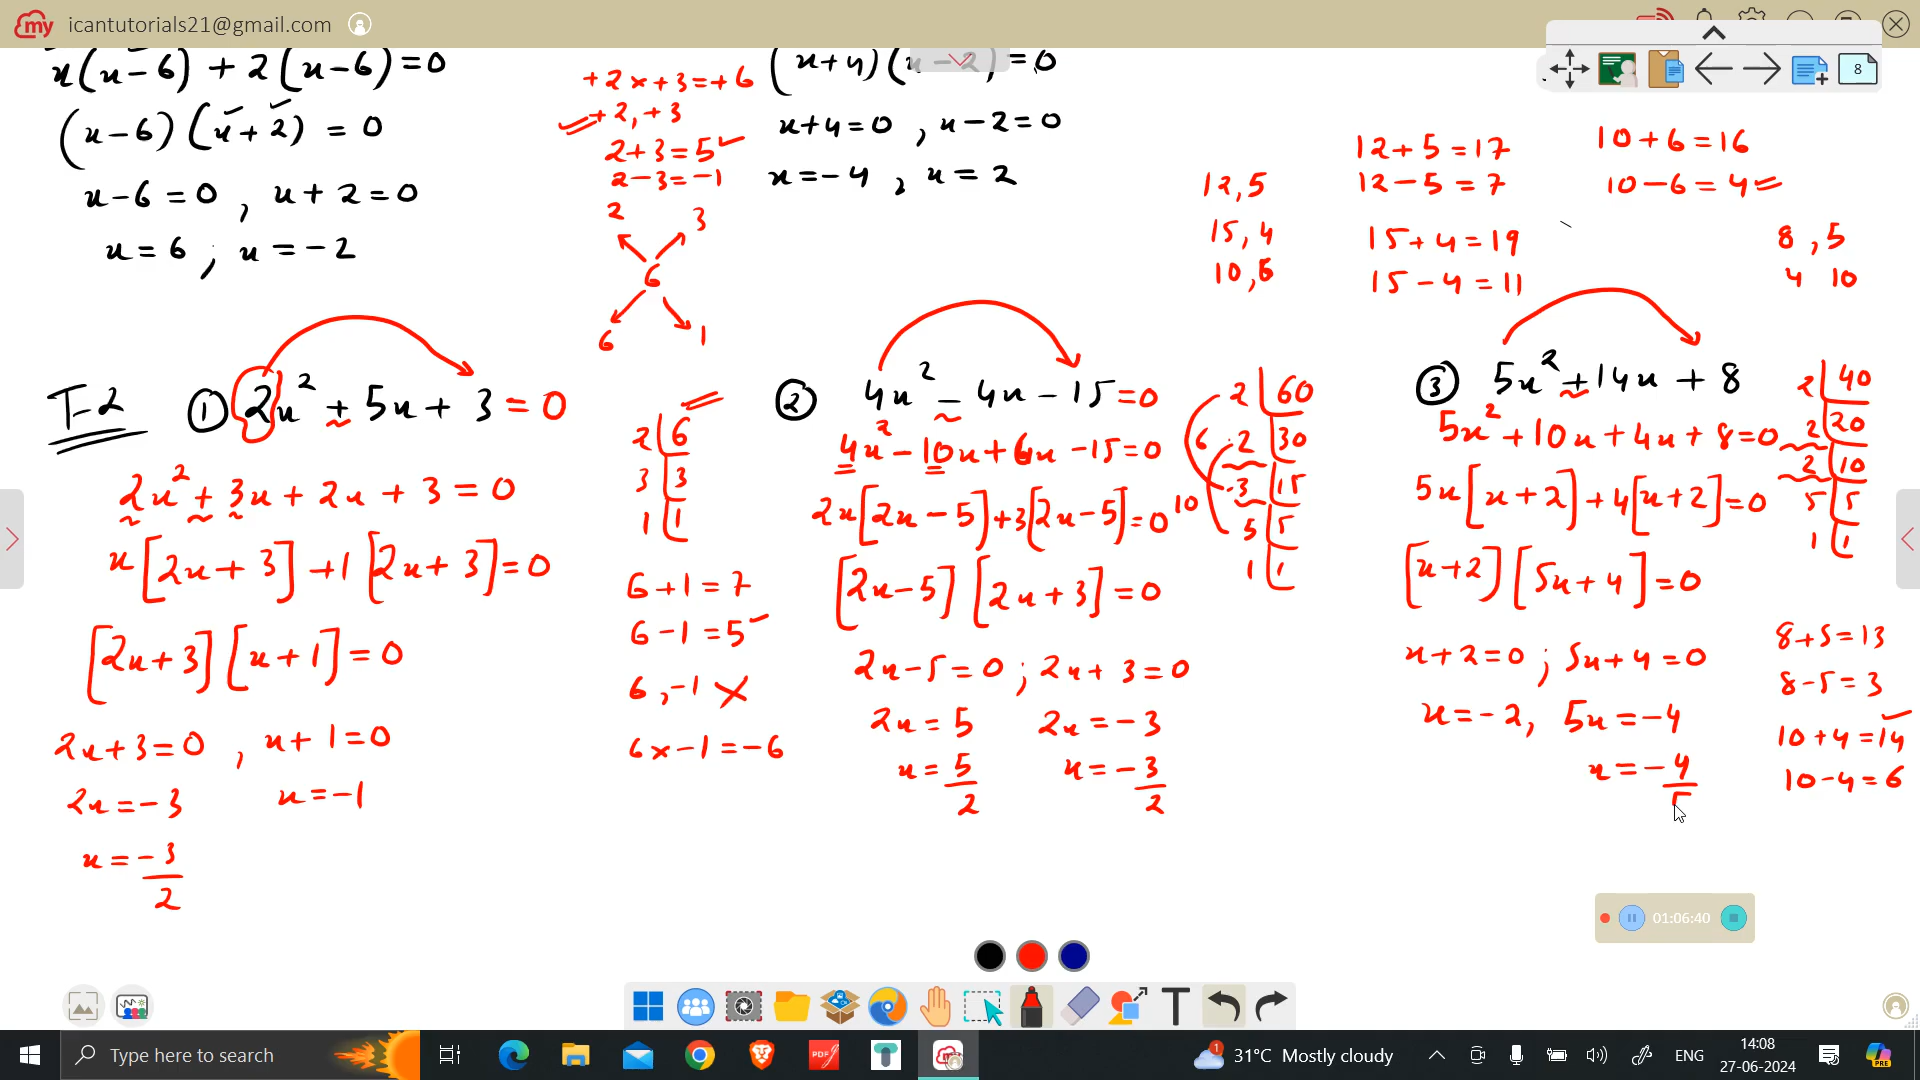 my icantutorials21@gmail.com
x(x-6) + 2(x-6) = 0
(x-6)(x+2) = 0
x-6 = 0 , x+2 = 0
x = 6 ; x = -2
+2 x +3 = +6
+2, +3
2+3 = 5
2-3 = -1
2 3
6
6 1
(x+4)(x-2) = 0
x+4 = 0 , x-2 = 0
x = -4 , x = 2
12, 5
15, 4
10, 6
12+5 = 17
12-5 = 7
15+4 = 19
15-4 = 11
10+6 = 16
10-6 = 4
8 , 5
4 10
8
T-2
① 2x² + 5x + 3 = 0
2x² + 3x + 2x + 3 = 0
x[2x+3] +1[2x+3] = 0
[2x+3][x+1] = 0
2x+3 = 0 , x+1 = 0
2x = -3 x = -1
x = -3/2
2 | 6
3 | 3
1 | 1
6+1 = 7
6-1 = 5
6, -1 X
6x-1 = -6
② 4x² - 4x - 15 = 0
4x² - 10x + 6x - 15 = 0
2x[2x-5] +3[2x-5] = 0
[2x-5][2x+3] = 0
2x-5 = 0 ; 2x+3 = 0
2x = 5 2x = -3
x = 5/2 x = -3/2
2 | 60
6 2 | 30
3 | 15
10 5 | 5
1 | 1
③ 5x² + 14x + 8
5x² + 10x + 4x + 8 = 0
5x[x+2] + 4[x+2] = 0
[x+2][5x+4] = 0
x+2 = 0 ; 5x+4 = 0
x = -2, 5x = -4
x = -4/5
2 | 40
2 | 20
2 | 10
5 | 5
1 | 1
8+5 = 13
8-5 = 3
10+4 = 14
10-4 = 6
01:06:40
T
Type here to search
PDF
T
1
31°C Mostly cloudy
ENG
14:08
27-06-2024
PRE